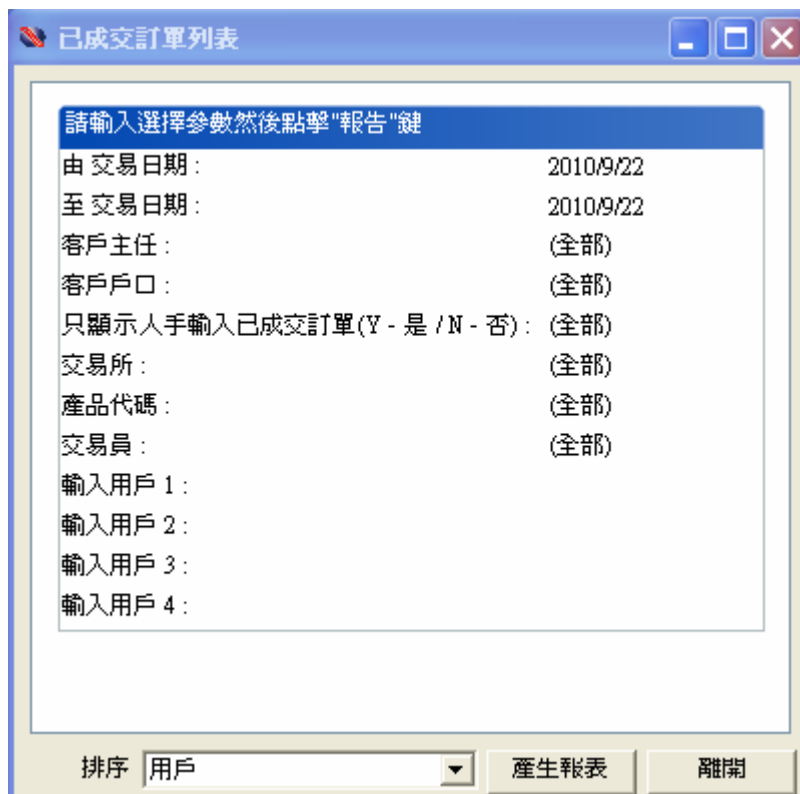 已成交訂單列表
請輸入選擇參數然後點擊"報告"鍵
由 交易日期 : 2010/9/22
至 交易日期 : 2010/9/22
客戶主任 : (全部)
客戶戶口 : (全部)
只顯示人手輸入已成交訂單(Y - 是 / N - 否) : (全部)
交易所 : (全部)
產品代碼 : (全部)
交易員 : (全部)
輸入用戶 1 :
輸入用戶 2 :
輸入用戶 3 :
輸入用戶 4 :
排序 用戶 產生報表 離開